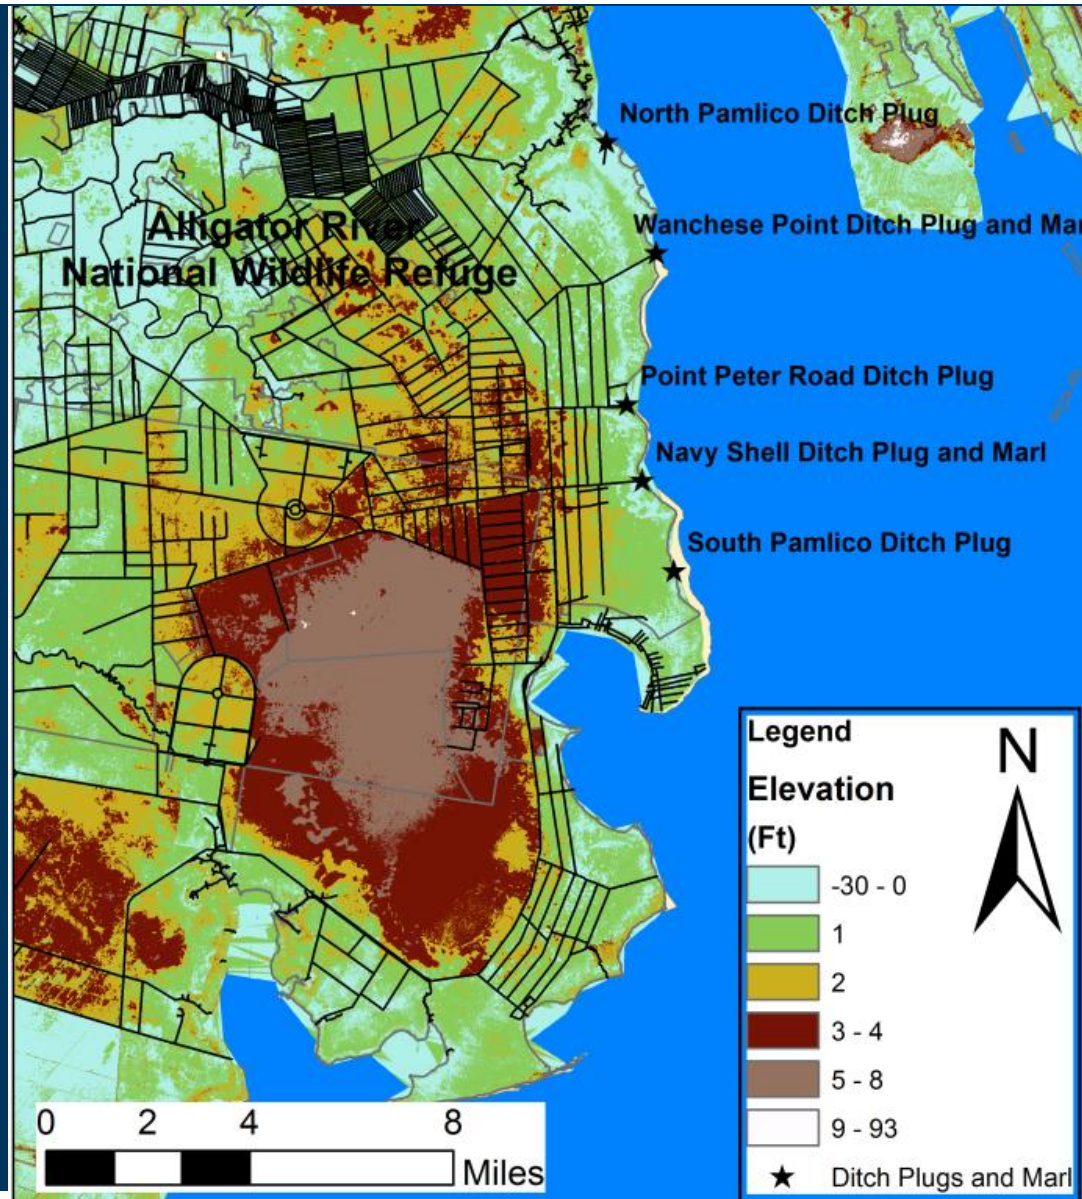 North Pamlico Ditch Plug
Wanchese Point Ditch Plug and Mar
Alligator River
National Wildlife Refuge
Point Peter Road Ditch Plug
Navy Shell Ditch Plug and Marl
South Pamlico Ditch Plug
Legend
N
Elevation
(Ft)
-30 - 0
1
2
3 - 4
5 - 8
9 - 93
Ditch Plugs and Marl
0 2 4 8
Miles